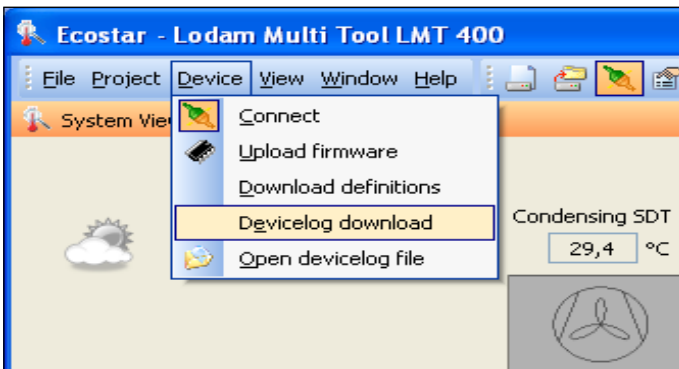 Ecostar - Lodam Multi Tool LMT 400
File Project Device View Window Help
System Vie
Connect
Upload firmware
Download definitions
Devicelog download
Open devicelog file
Condensing SDT
29,4 °C